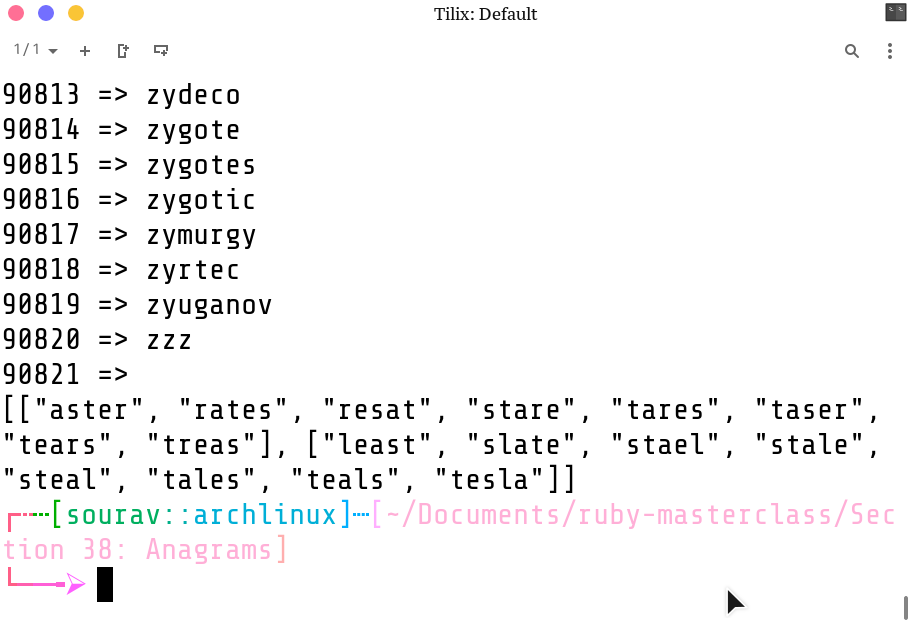 Tilix: Default
1 / 1
90813 => zydeco
90814 => zygote
90815 => zygotes
90816 => zygotic
90817 => zymurgy
90818 => zyrtec
90819 => zyuganov
90820 => zzz
90821 =>
[["aster", "rates", "resat", "stare", "tares", "taser",
"tears", "treas"], ["least", "slate", "stael", "stale",
"steal", "tales", "teals", "tesla"]]
[sourav::archlinux][~/Documents/ruby-masterclass/Sec
tion 38: Anagrams]